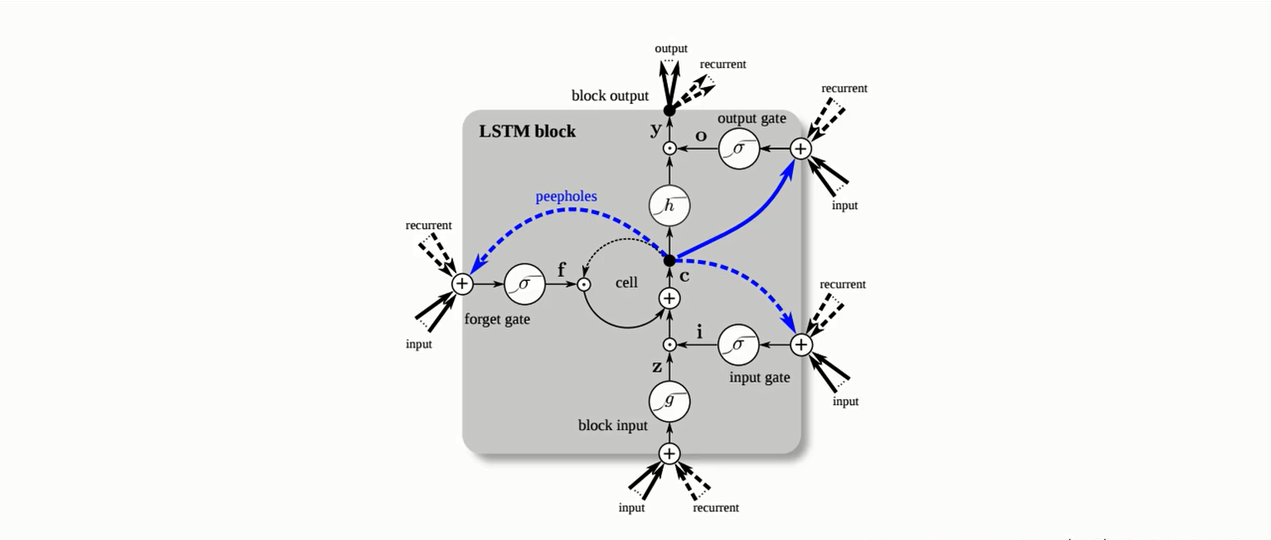 output
recurrent
block output
recurrent
output gate
LSTM block
y
o
σ
+
h
input
peepholes
recurrent
c
f
cell
σ
+
+
forget gate
input
recurrent
i
σ
+
z
input gate
g
input
block input
+
input
recurrent